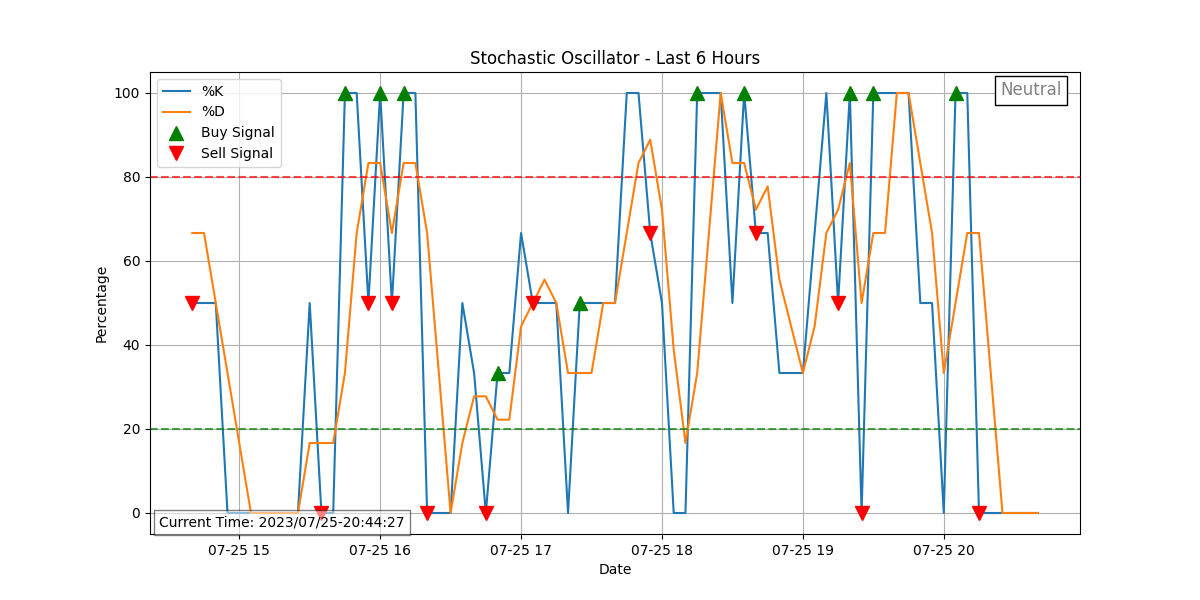 Stochastic Oscillator - Last 6 Hours
%K
%D
Buy Signal
Sell Signal
Neutral
100
80
60
40
20
0
Percentage
Current Time: 2023/07/25-20:44:27
07-25 15
07-25 16
07-25 17
07-25 18
07-25 19
07-25 20
Date